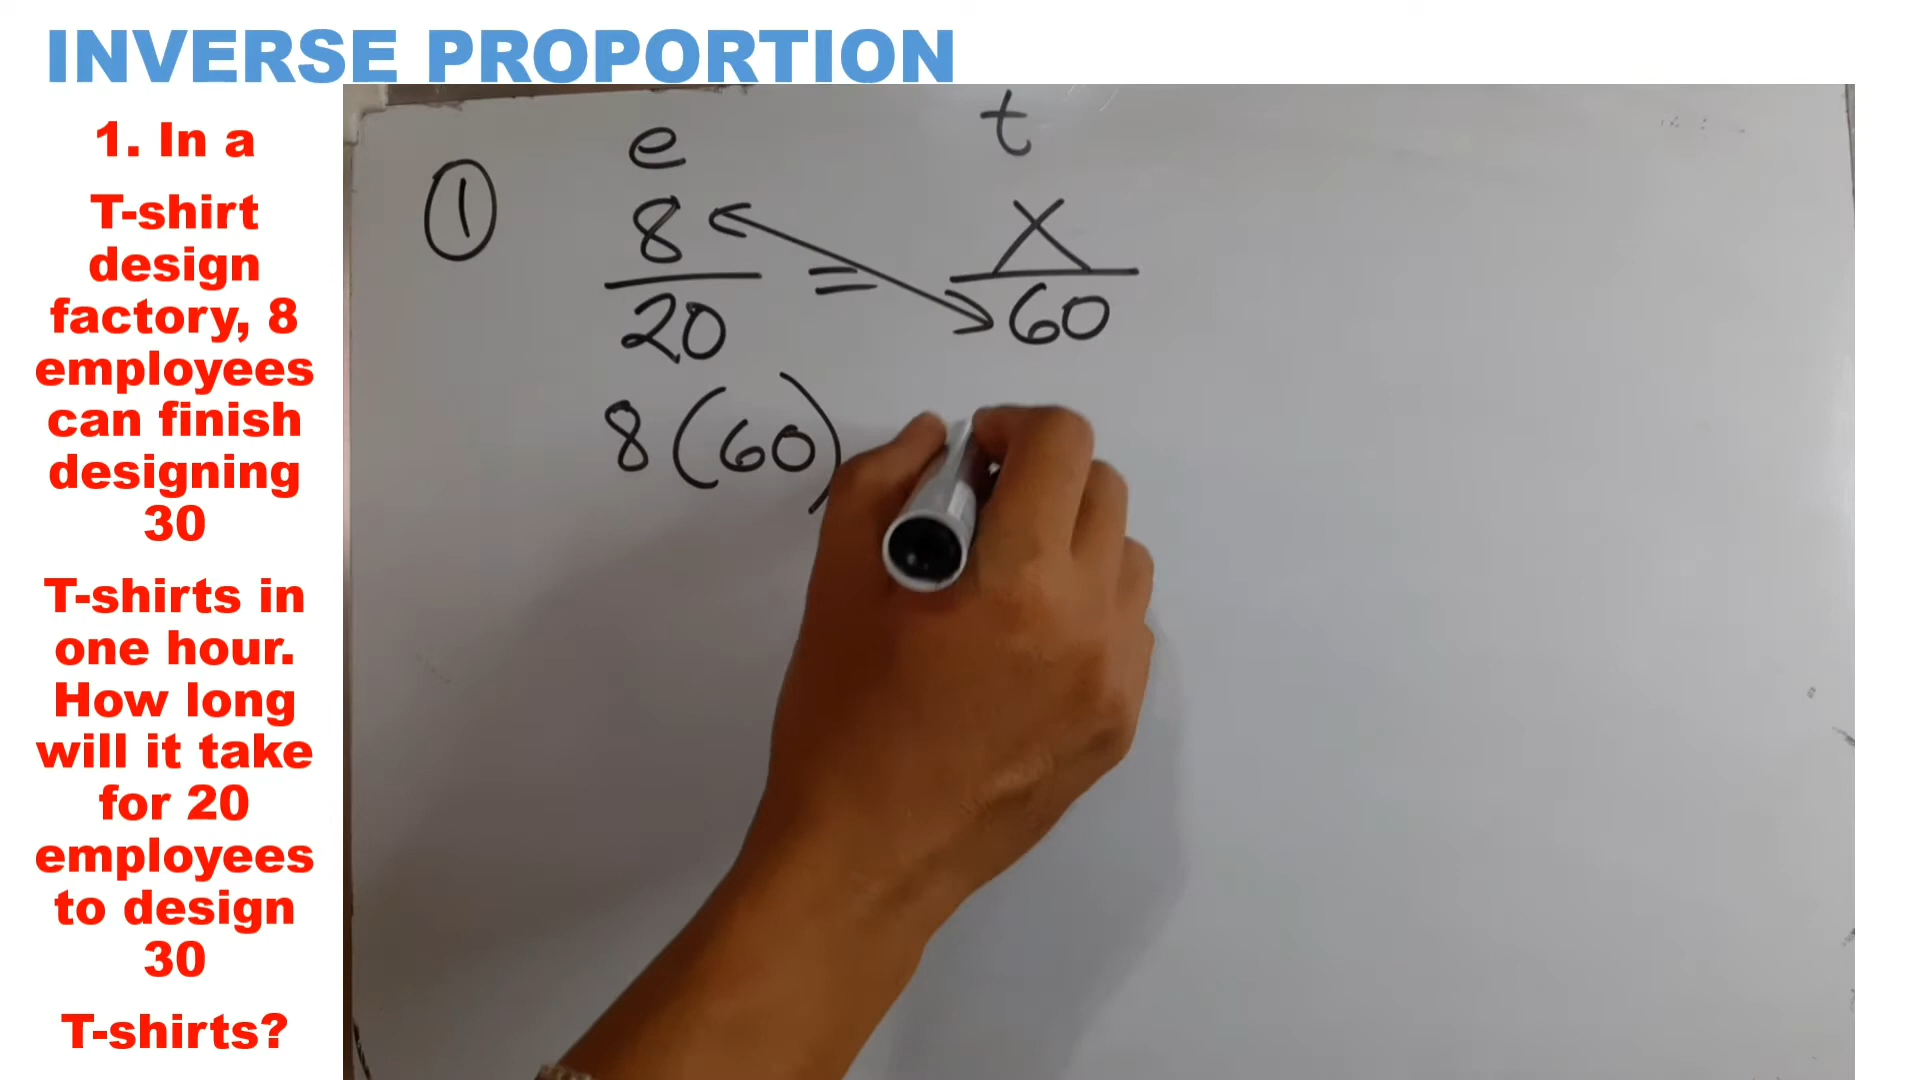 INVERSE PROPORTION
1. In a
T-shirt
design
factory, 8
employees
can finish
designing
30
T-shirts in
one hour.
How long
will it take
for 20
employees
to design
30
T-shirts?
e t
① 8 = x
20 60
8(60)